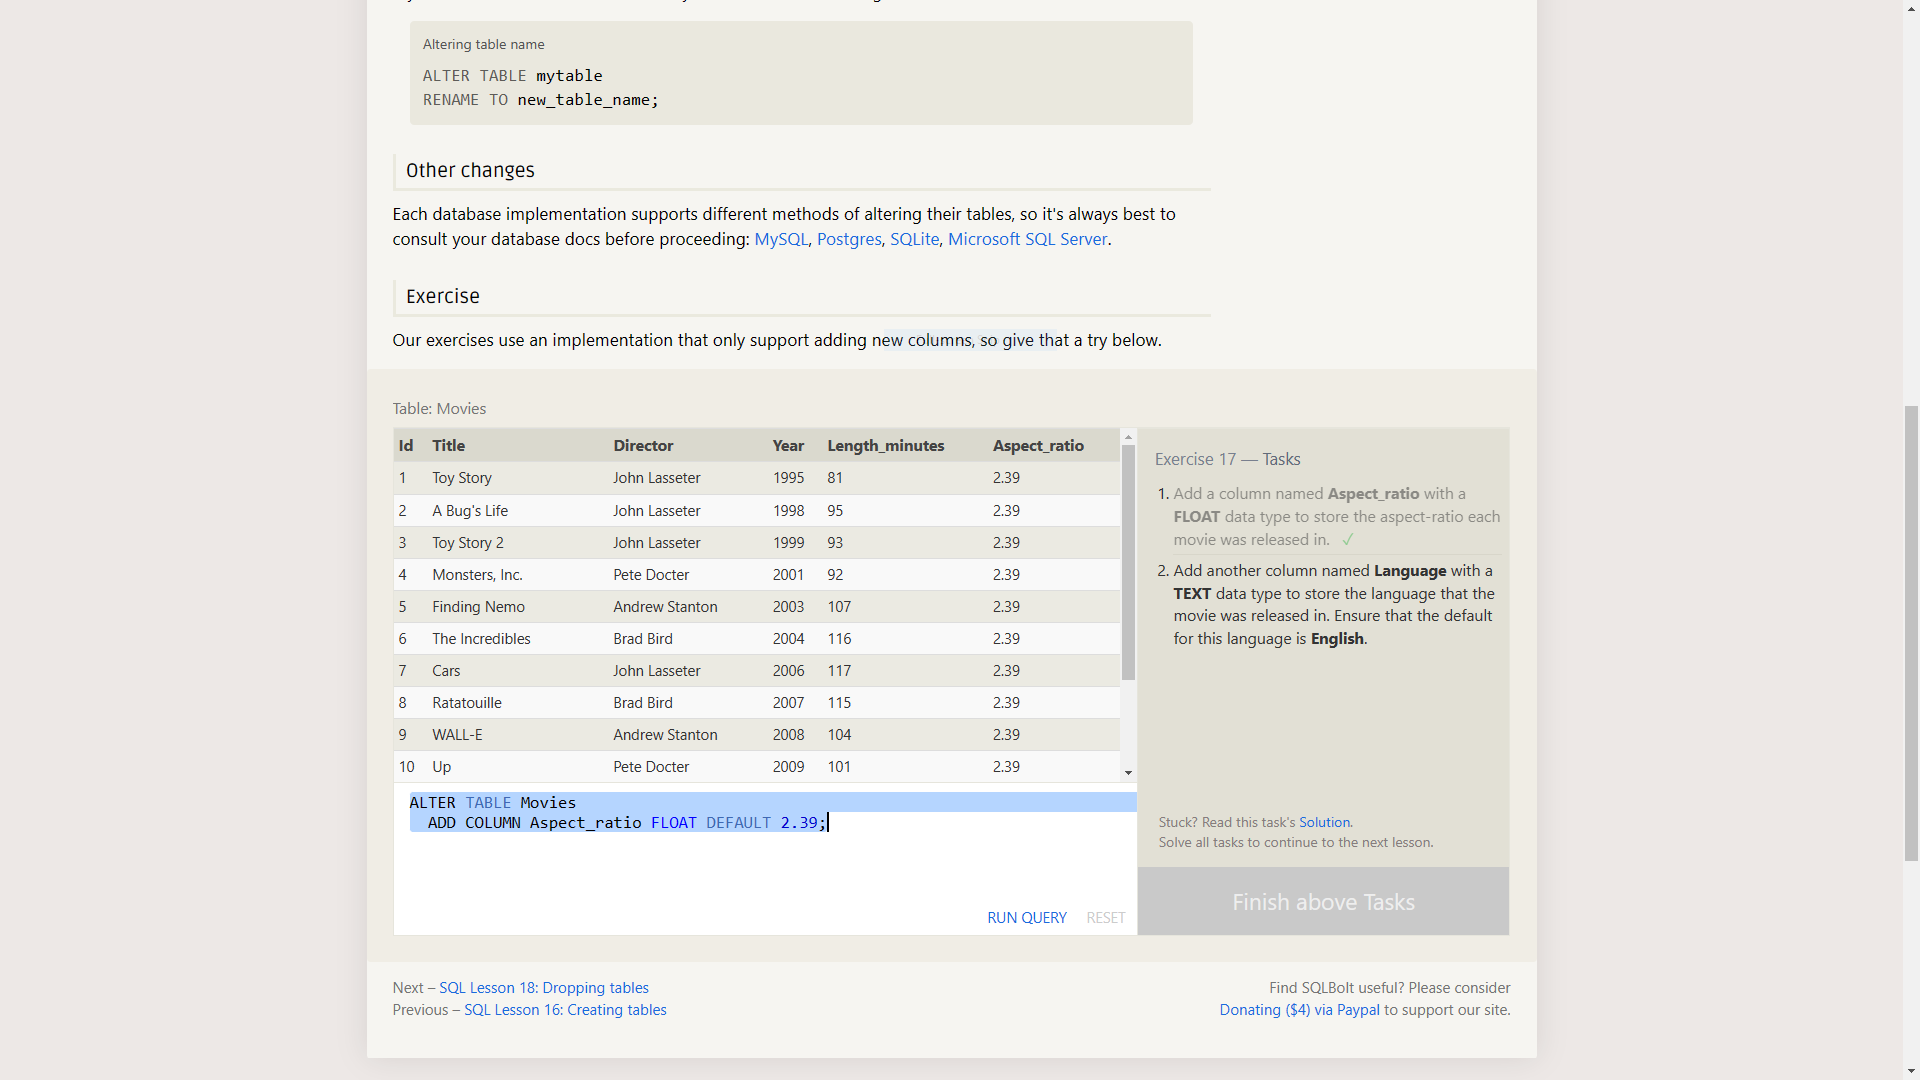 Altering table name
ALTER TABLE mytable
RENAME TO new_table_name;
Other changes
Each database implementation supports different methods of altering their tables, so it's always best to
consult your database docs before proceeding: MySQL, Postgres, SQLite, Microsoft SQL Server.
Exercise
Our exercises use an implementation that only support adding new columns, so give that a try below.
Table: Movies
Id Title Director Year Length_minutes Aspect_ratio
1 Toy Story John Lasseter 1995 81 2.39
2 A Bug's Life John Lasseter 1998 95 2.39
3 Toy Story 2 John Lasseter 1999 93 2.39
4 Monsters, Inc. Pete Docter 2001 92 2.39
5 Finding Nemo Andrew Stanton 2003 107 2.39
6 The Incredibles Brad Bird 2004 116 2.39
7 Cars John Lasseter 2006 117 2.39
8 Ratatouille Brad Bird 2007 115 2.39
9 WALL-E Andrew Stanton 2008 104 2.39
10 Up Pete Docter 2009 101 2.39
ALTER TABLE Movies
ADD COLUMN Aspect_ratio FLOAT DEFAULT 2.39;
RUN QUERY RESET
Exercise 17 — Tasks
1. Add a column named Aspect_ratio with a
FLOAT data type to store the aspect-ratio each
movie was released in. ✓
2. Add another column named Language with a
TEXT data type to store the language that the
movie was released in. Ensure that the default
for this language is English.
Stuck? Read this task's Solution.
Solve all tasks to continue to the next lesson.
Finish above Tasks
Next – SQL Lesson 18: Dropping tables
Previous – SQL Lesson 16: Creating tables
Find SQLBolt useful? Please consider
Donating ($4) via Paypal to support our site.